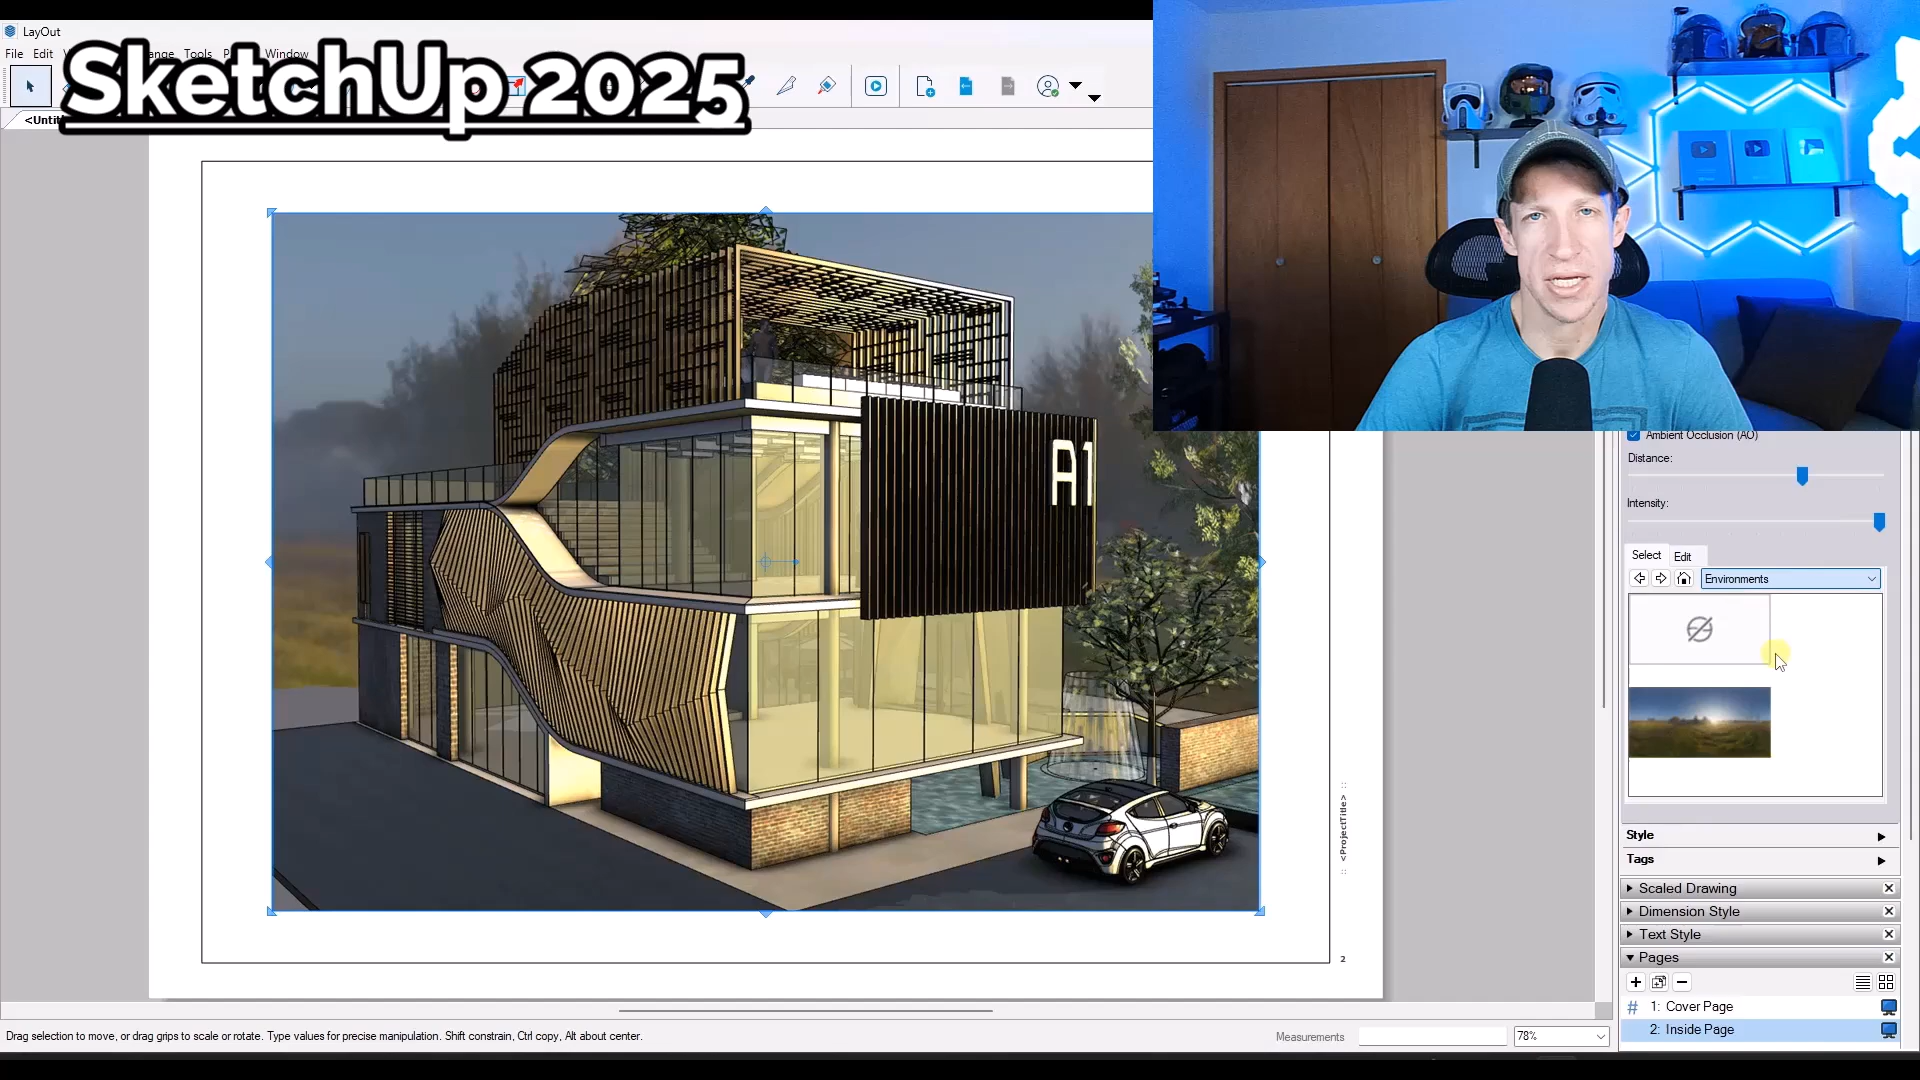 LayOut
File Edit
Tools
Window
SketchUp 2025
A1
Ambient Occlusion (AO)
Distance:
Intensity:
Select Edit
Environments
Style
Tags
Scaled Drawing
Dimension Style
Text Style
Pages
# 1: Cover Page
2: Inside Page
:: <ProjectTitle> ::
2
Drag selection to move, or drag grips to scale or rotate. Type values for precise manipulation. Shift constrain, Ctrl copy, Alt about center.
Measurements
78%